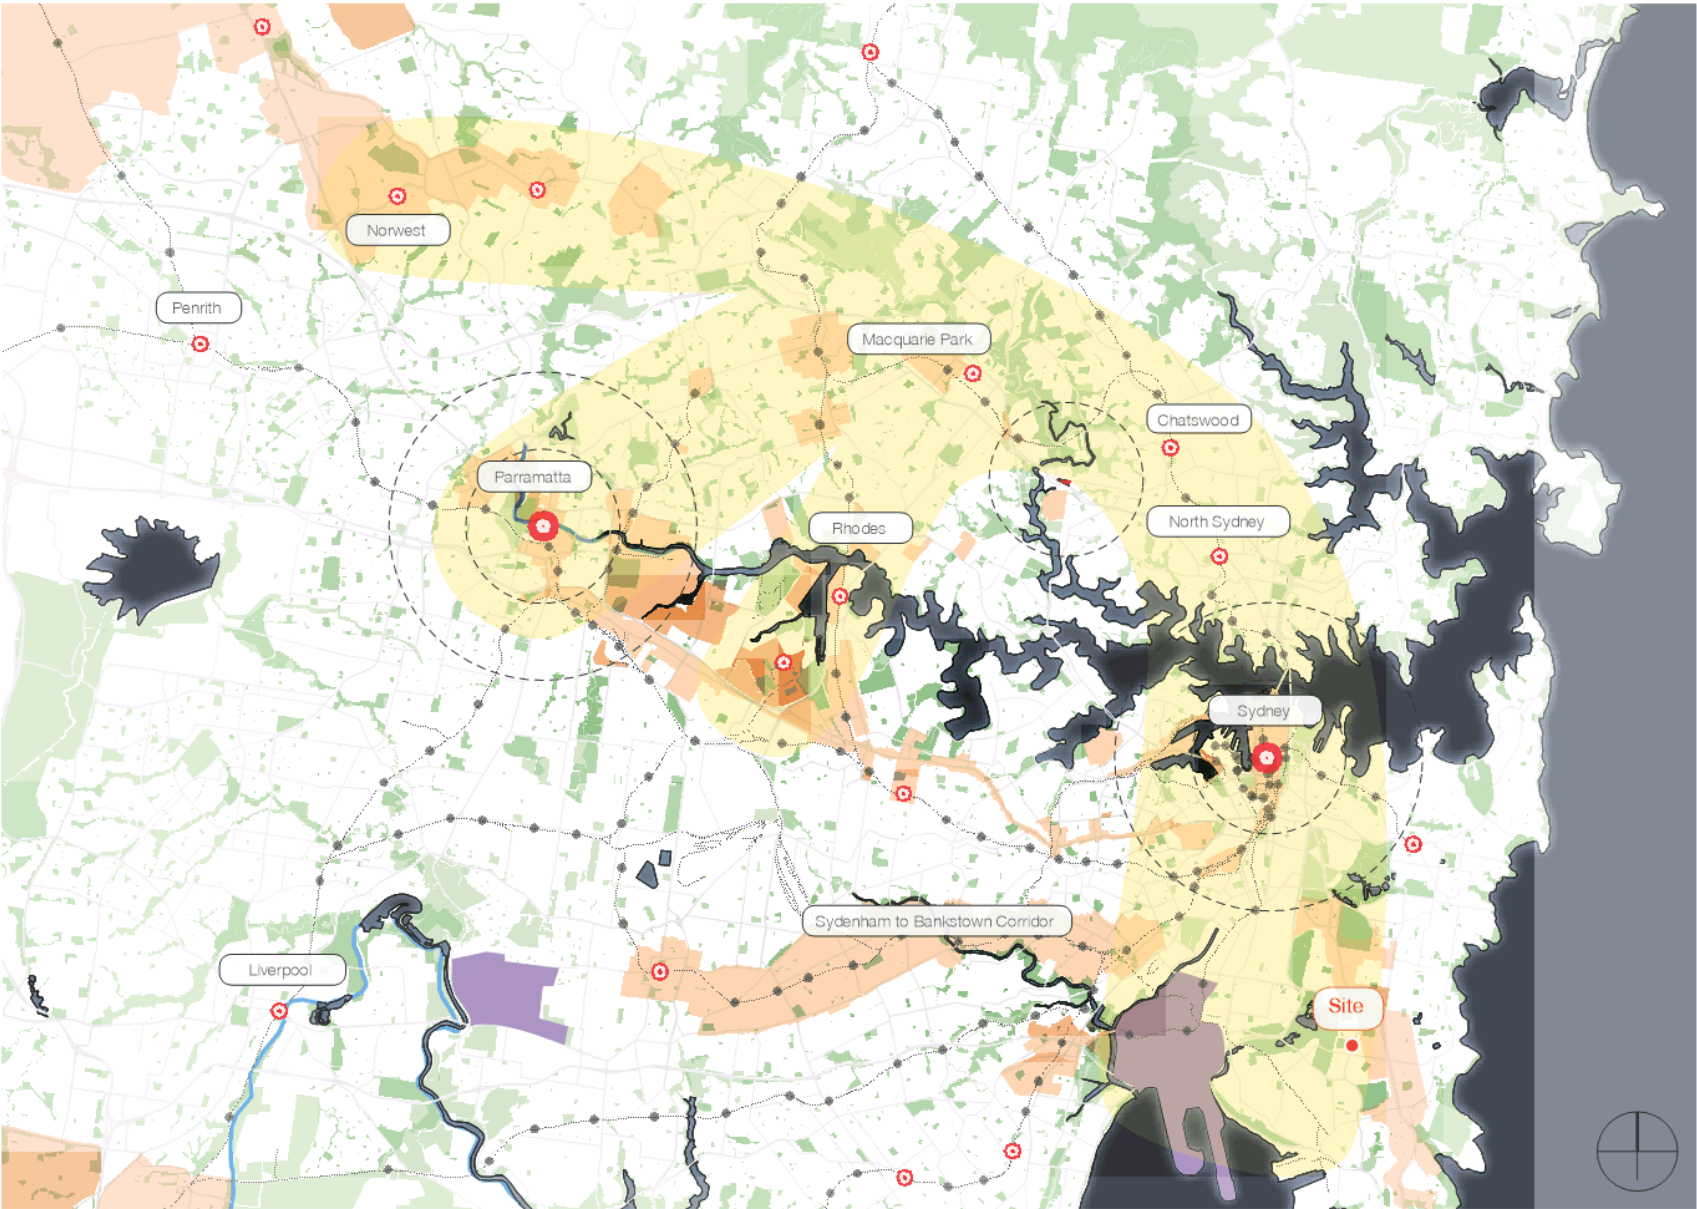 Norwest
Penrith
Macquarie Park
Chatswood
Parramatta
Rhodes
North Sydney
Sydney
Sydenham to Bankstown Corridor
Liverpool
Site